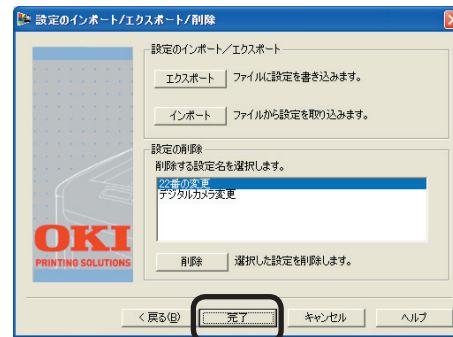 設定のインポート/エクスポート/削除
設定のインポート/エクスポート
エクスポート ファイルに設定を書き込みます。
インポート ファイルから設定を取り込みます。
設定の削除
削除する設定名を選択します。
22番の変更
デジタルカメラ変更
OKI
PRINTING SOLUTIONS
削除 選択した設定を削除します。
< 戻る(B) 完了 キャンセル ヘルプ